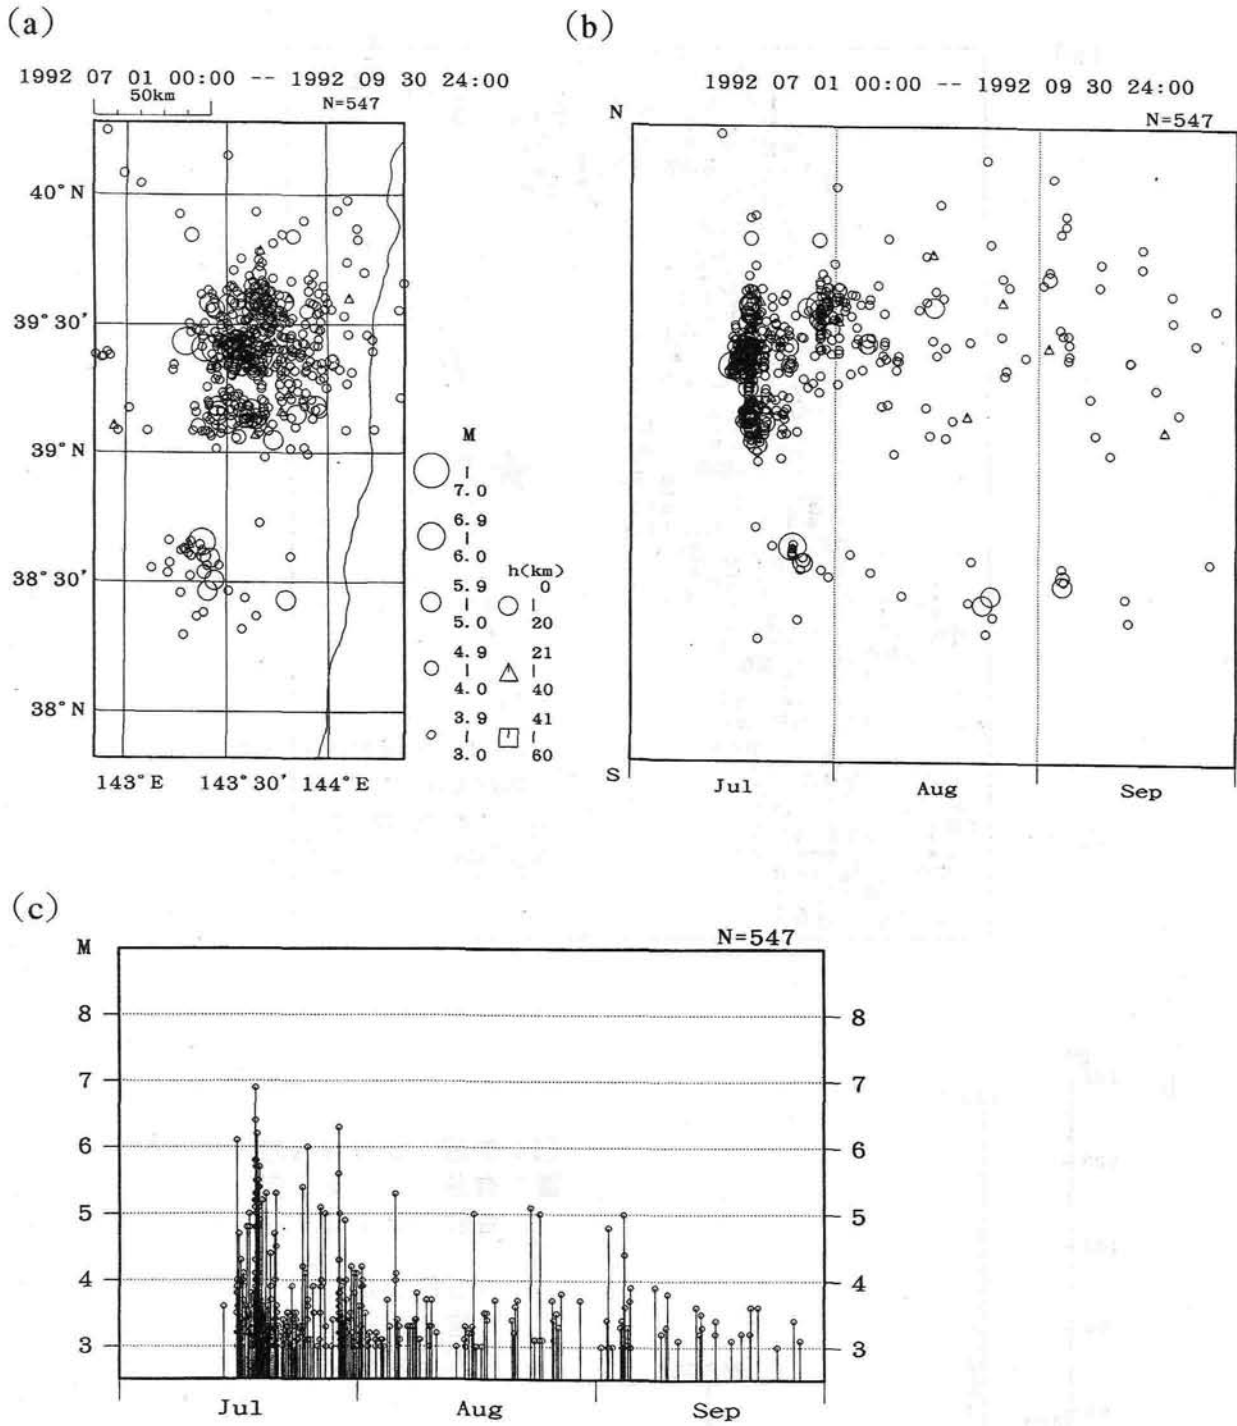 (a)
1992 07 01 00:00 -- 1992 09 30 24:00
50km
N=547
40°N
39°30'
39°N
38°30'
38°N
143°E 143°30' 144°E
M
7.0
6.9
6.0
5.9
5.0
4.9
4.0
3.9
3.0
h(km)
0
20
21
40
41
60
(b)
1992 07 01 00:00 -- 1992 09 30 24:00
N
N=547
S
Jul Aug Sep
(c)
M
N=547
8 8
7 7
6 6
5 5
4 4
3 3
Jul Aug Sep